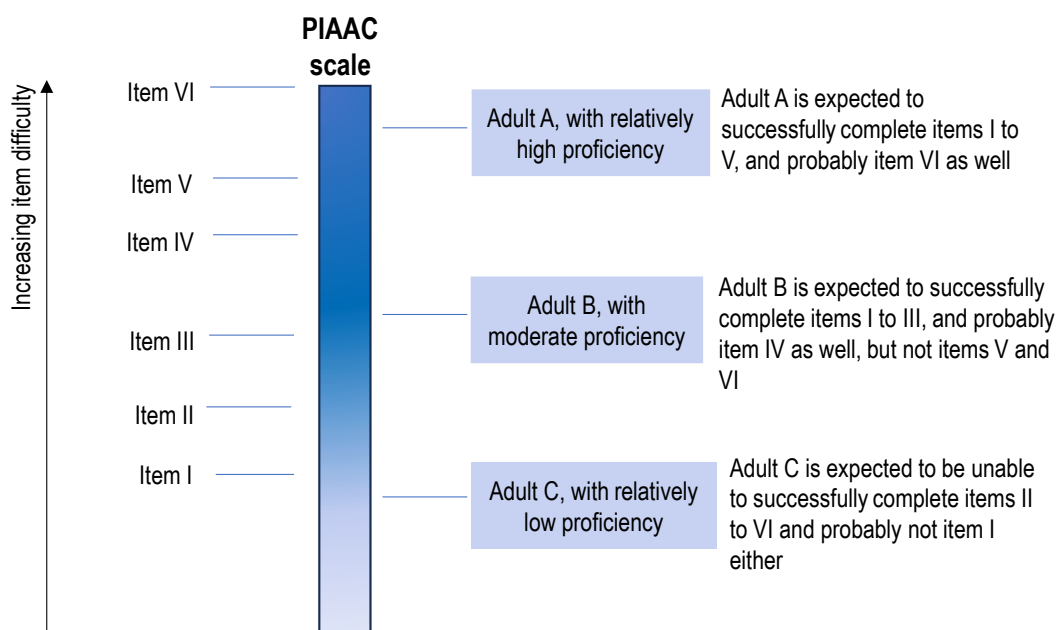 PIAAC
scale
Increasing item difficulty
Item VI
Item V
Item IV
Item III
Item II
Item I
Adult A, with relatively
high proficiency
Adult A is expected to
successfully complete items I to
V, and probably item VI as well
Adult B, with
moderate proficiency
Adult B is expected to successfully
complete items I to III, and probably
item IV as well, but not items V and
VI
Adult C, with relatively
low proficiency
Adult C is expected to be unable
to successfully complete items II
to VI and probably not item I
either